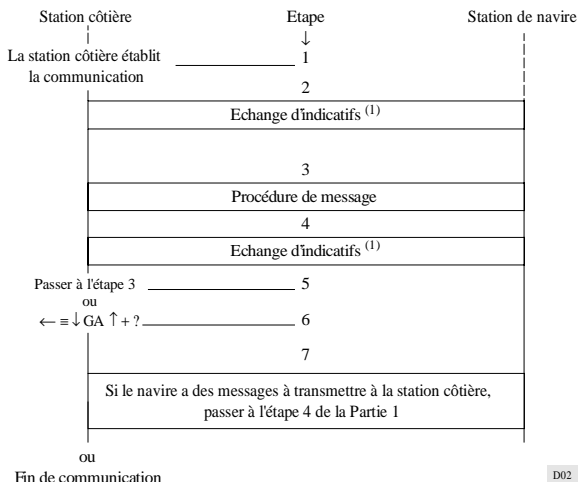 Station côtière Etape Station de navire
↓
La station côtière établit 1
la communication
2
Echange d'indicatifs (1)
3
Procédure de message
4
Echange d'indicatifs (1)
Passer à l'étape 3 5
ou
← ≡ ↓ GA ↑ + ? 6
7
Si le navire a des messages à transmettre à la station côtière,
passer à l'étape 4 de la Partie 1
ou
Fin de communication
D02